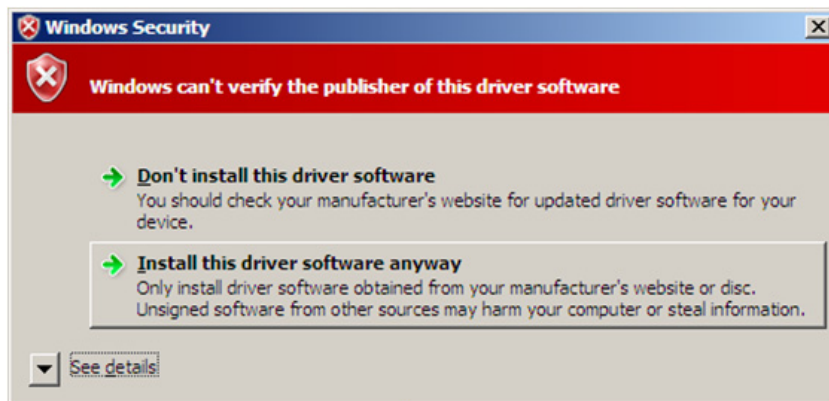 Windows Security
Windows can't verify the publisher of this driver software
Don't install this driver software
You should check your manufacturer's website for updated driver software for your
device.
Install this driver software anyway
Only install driver software obtained from your manufacturer's website or disc.
Unsigned software from other sources may harm your computer or steal information.
See details